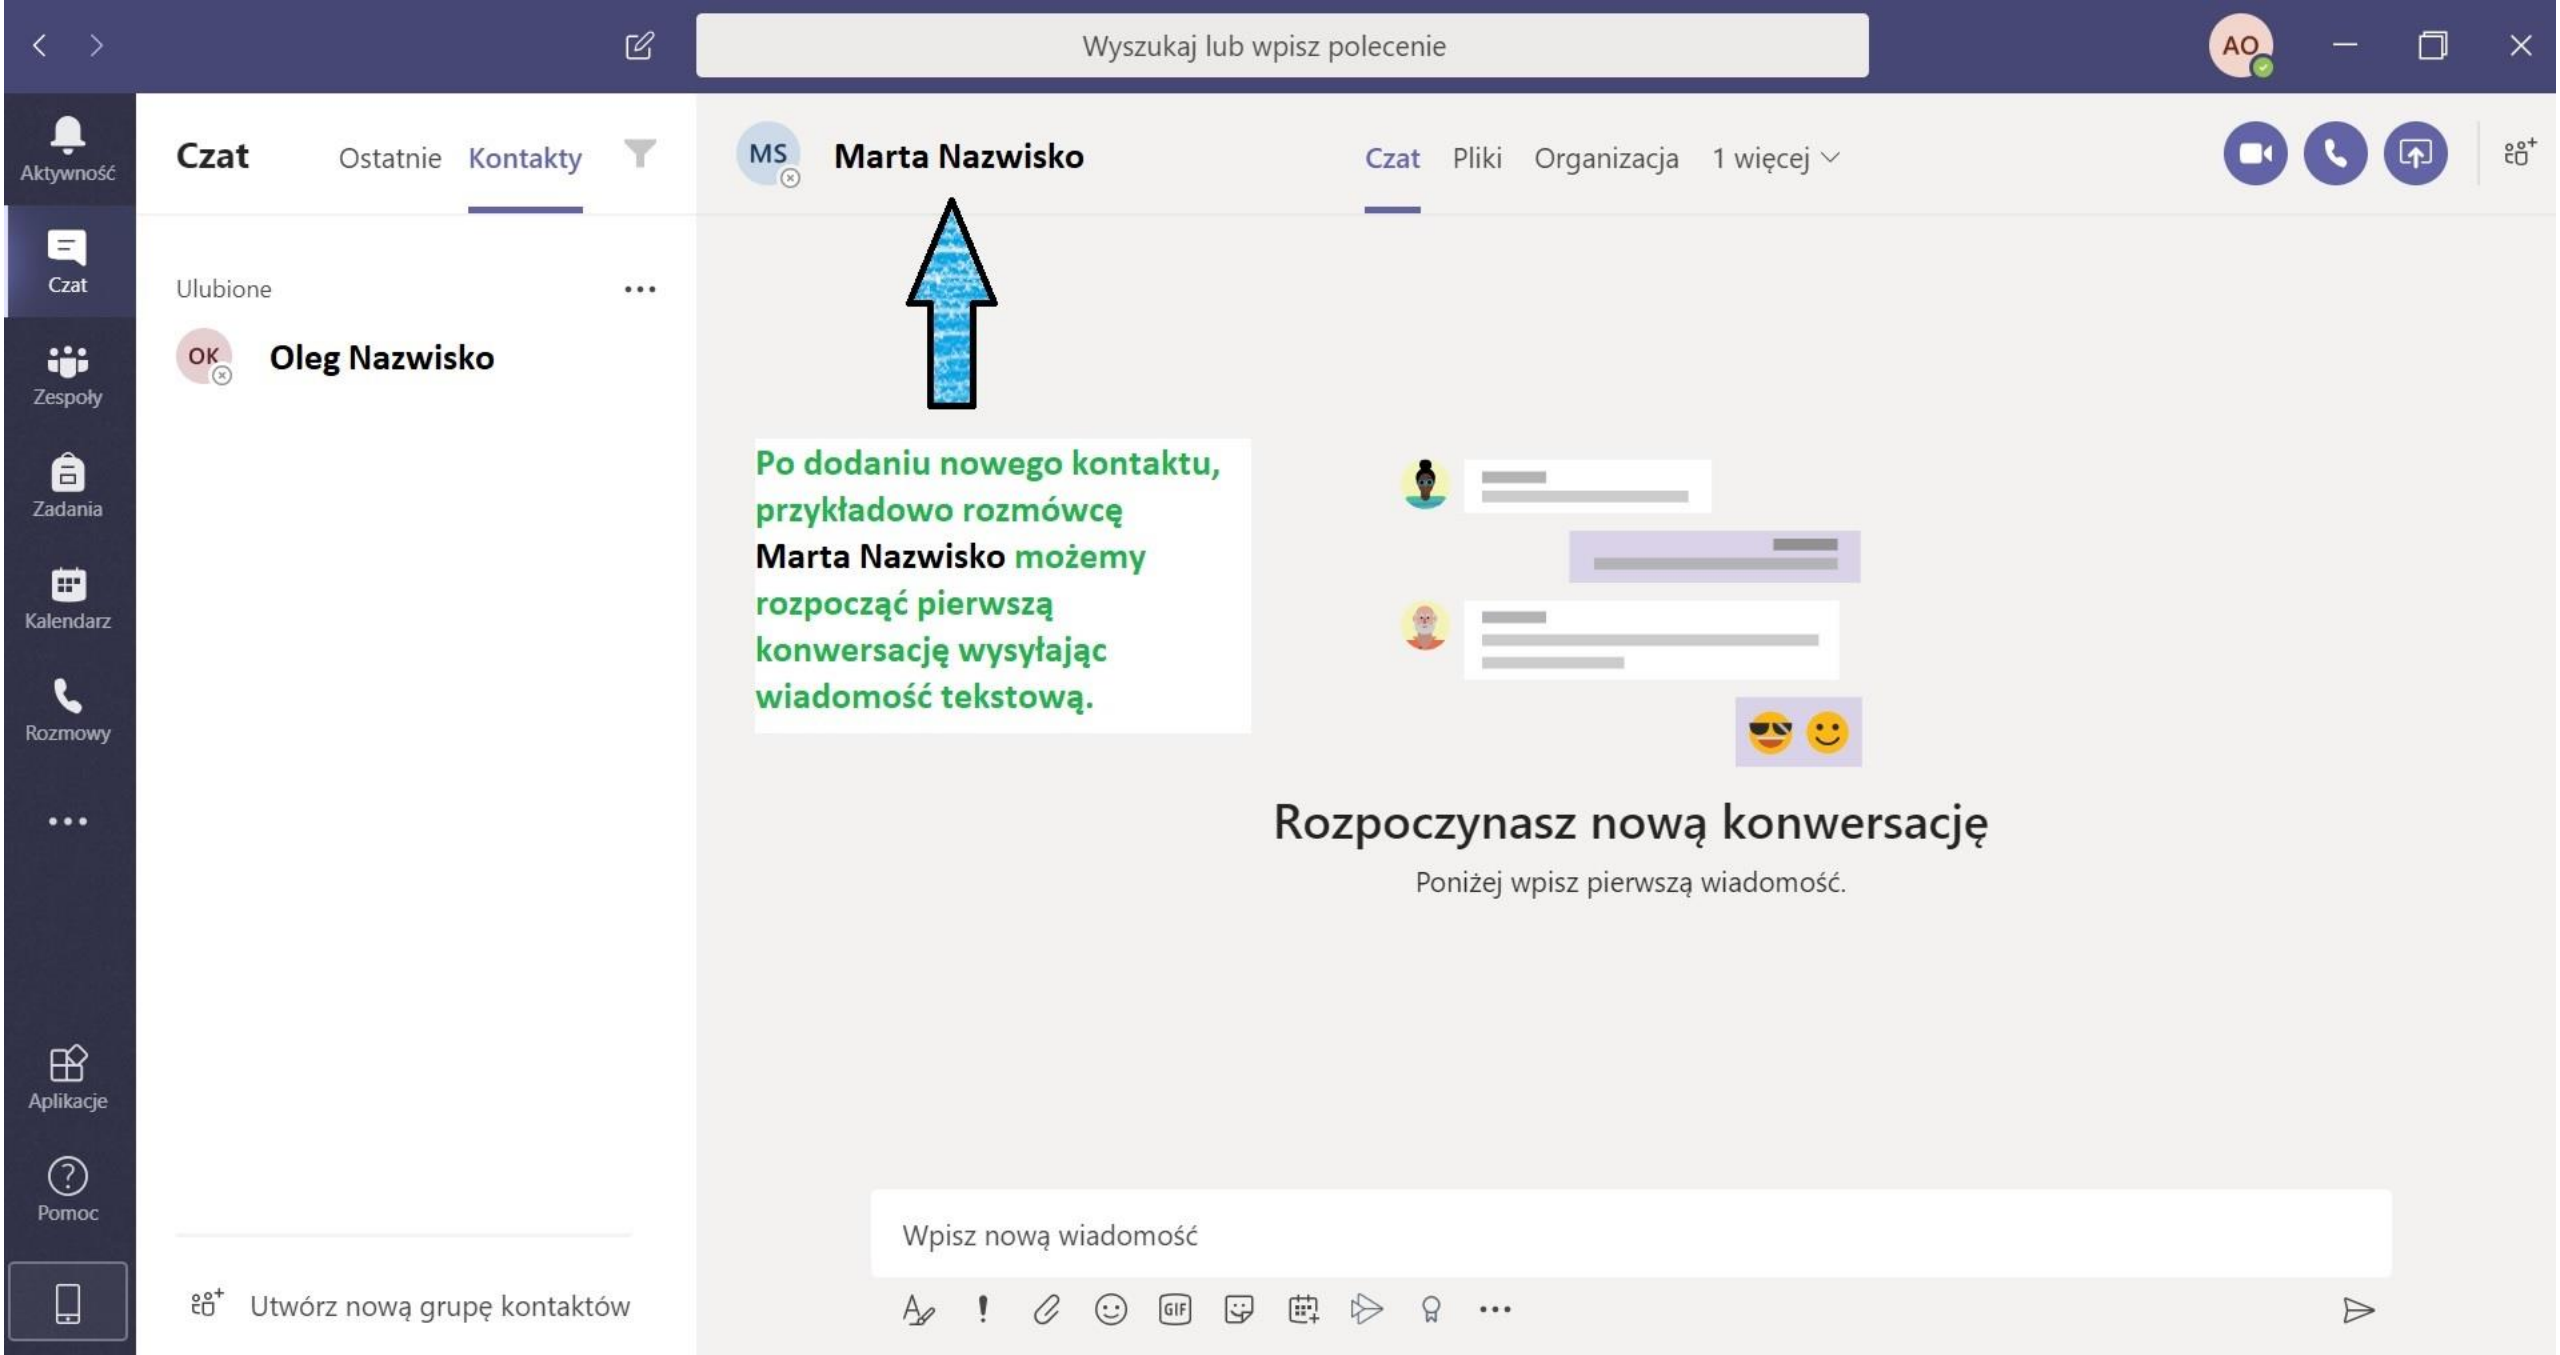 Wyszukaj lub wpisz polecenie
AO
Aktywność
Czat
Zespoły
Zadania
Kalendarz
Rozmowy
Aplikacje
Pomoc
Czat Ostatnie Kontakty
Ulubione
OK Oleg Nazwisko
Utwórz nową grupę kontaktów
MS Marta Nazwisko Czat Pliki Organizacja 1 więcej
Po dodaniu nowego kontaktu,
przykładowo rozmówcę
Marta Nazwisko możemy
rozpocząć pierwszą
konwersację wysyłając
wiadomość tekstową.
Rozpoczynasz nową konwersację
Poniżej wpisz pierwszą wiadomość.
Wpisz nową wiadomość
GIF